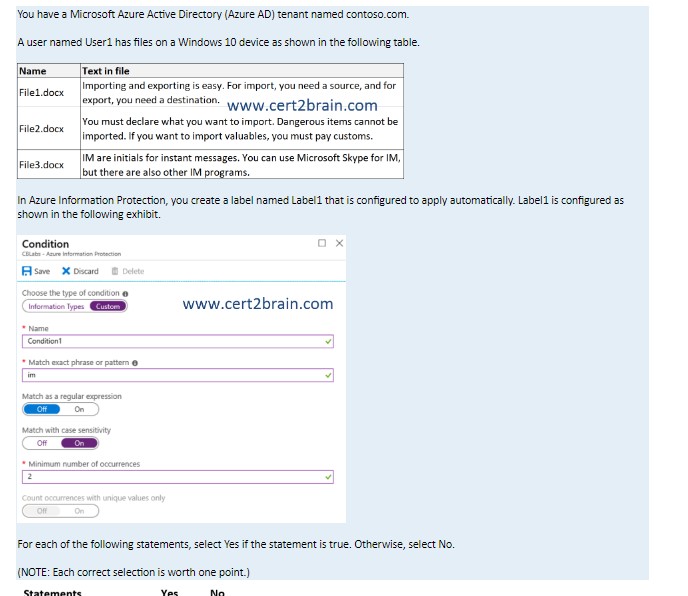 You have a Microsoft Azure Active Directory (Azure AD) tenant named contoso.com.
A user named User1 has files on a Windows 10 device as shown in the following table.
Name Text in file
File1.docx Importing and exporting is easy. For import, you need a source, and for
export, you need a destination.
www.cert2brain.com
File2.docx You must declare what you want to import. Dangerous items cannot be
imported. If you want to import valuables, you must pay customs.
File3.docx IM are initials for instant messages. You can use Microsoft Skype for IM,
but there are also other IM programs.
In Azure Information Protection, you create a label named Label1 that is configured to apply automatically. Label1 is configured as
shown in the following exhibit.
Condition
- Azure Information Protection
Save Discard Delete
Choose the type of condition
Information Types Custom
www.cert2brain.com
* Name
Condition1
* Match exact phrase or pattern
im
Match as a regular expression
Off On
Match with case sensitivity
Off On
* Minimum number of occurrences
2
Count occurrences with unique values only
Off On
For each of the following statements, select Yes if the statement is true. Otherwise, select No.
(NOTE: Each correct selection is worth one point.)
Statements Yes No